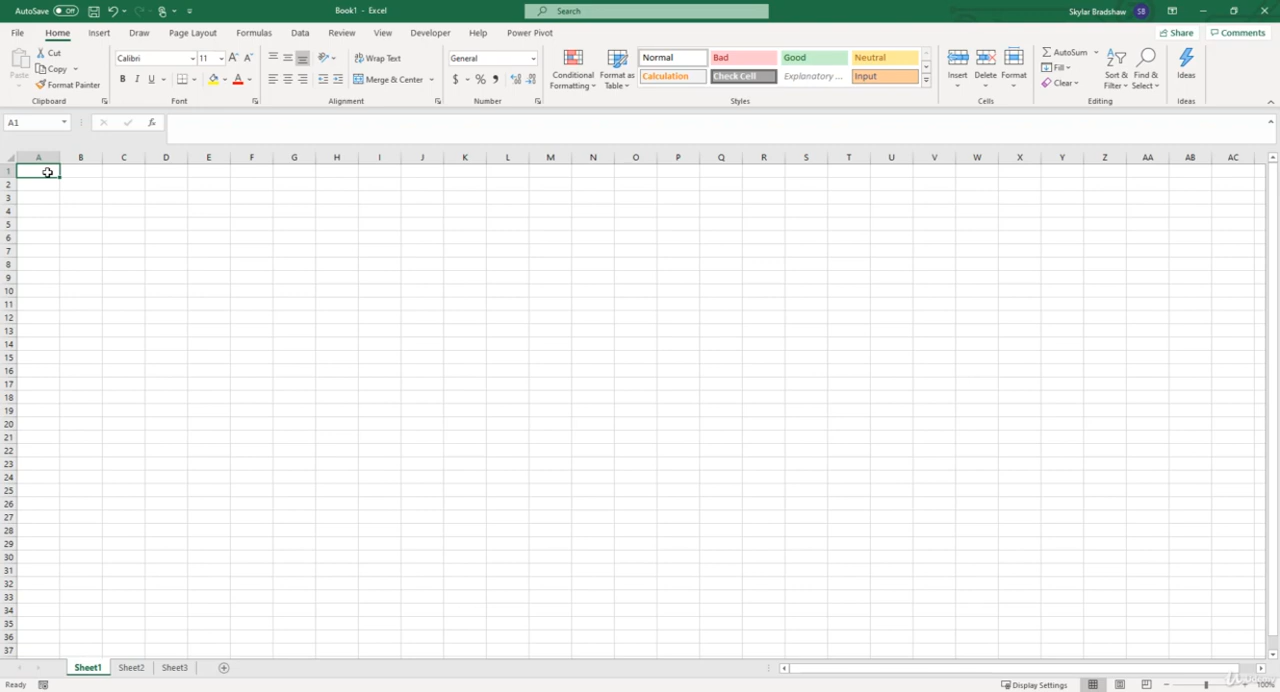 AutoSave Off Book1 - Excel Search Skylar Bradshaw SB
File Home Insert Draw Page Layout Formulas Data Review View Developer Help Power Pivot Share Comments
Paste Cut Copy Format Painter Clipboard
Calibri 11 A A B I U A Font
Wrap Text Merge & Center Alignment
General $ % , Number
Conditional Formatting Format as Table
Normal Bad Good Neutral
Calculation Check Cell Explanatory ... Input
Styles
Insert Delete Format Cells
AutoSum Fill Clear Sort & Filter Find & Select Editing
Ideas Ideas
A1 fx
A B C D E F G H I J K L M N O P Q R S T U V W X Y Z AA AB AC
1
2
3
4
5
6
7
8
9
10
11
12
13
14
15
16
17
18
19
20
21
22
23
24
25
26
27
28
29
30
31
32
33
34
35
36
37
Sheet1 Sheet2 Sheet3
Ready Display Settings 100%
Udemy